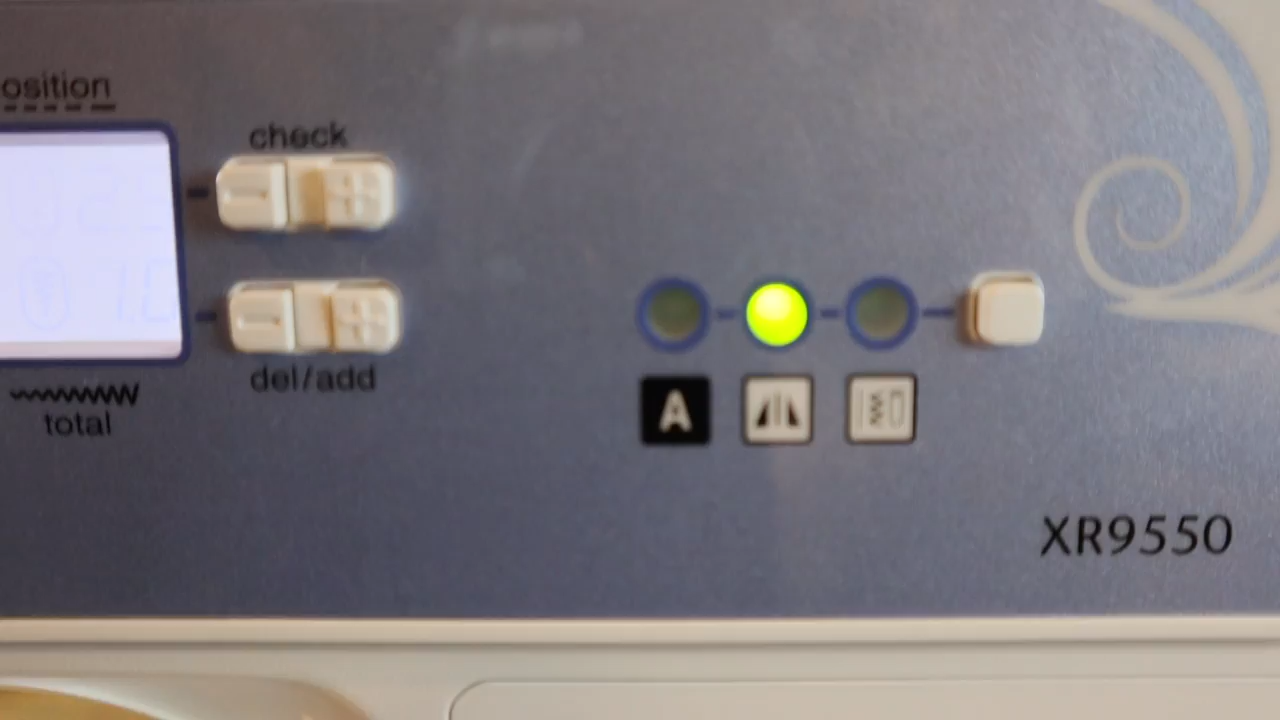 osition
check
del/add
total
A
XR9550